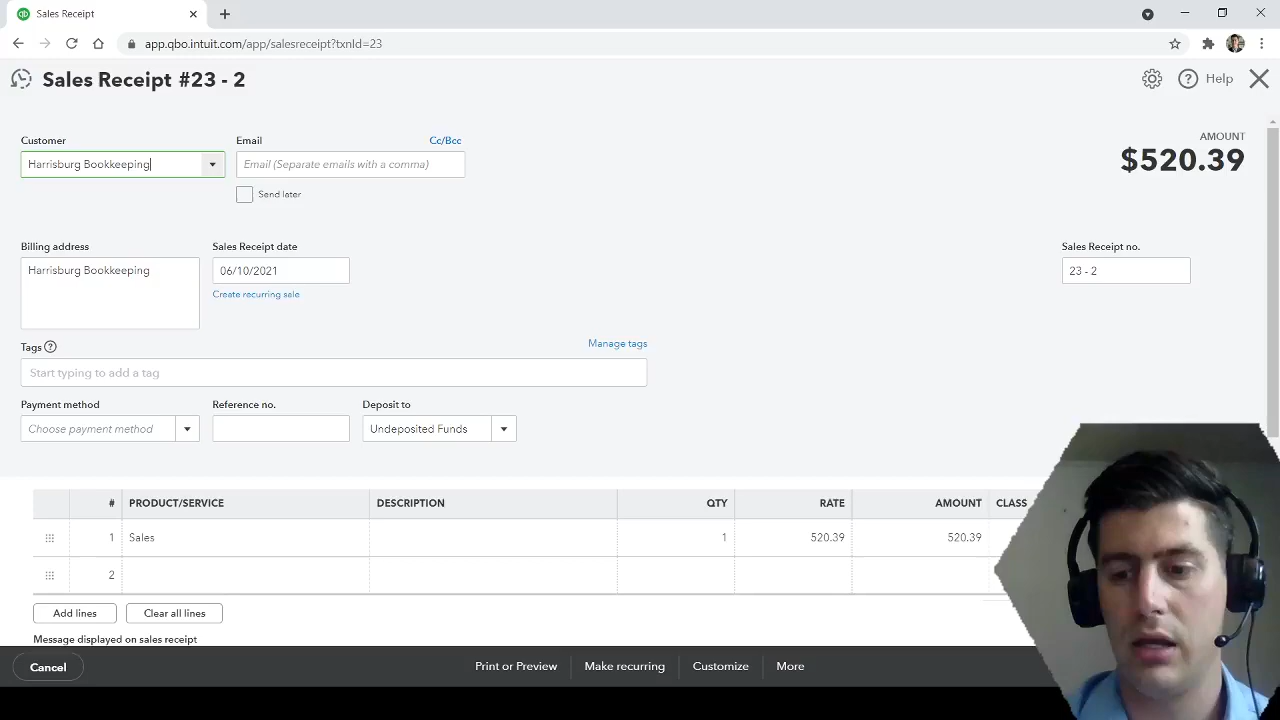 Sales Receipt
app.qbo.intuit.com/app/salesreceipt?txnId=23
Sales Receipt #23 - 2
Help
Customer
Email
Cc/Bcc
AMOUNT
Harrisburg Bookkeeping
Email (Separate emails with a comma)
$520.39
Send later
Billing address
Sales Receipt date
Sales Receipt no.
Harrisburg Bookkeeping
06/10/2021
23 - 2
Create recurring sale
Tags
Manage tags
Start typing to add a tag
Payment method
Reference no.
Deposit to
Choose payment method
Undeposited Funds
# PRODUCT/SERVICE DESCRIPTION QTY RATE AMOUNT CLASS
1 Sales 1 520.39 520.39
2
Add lines
Clear all lines
Message displayed on sales receipt
Cancel
Print or Preview
Make recurring
Customize
More